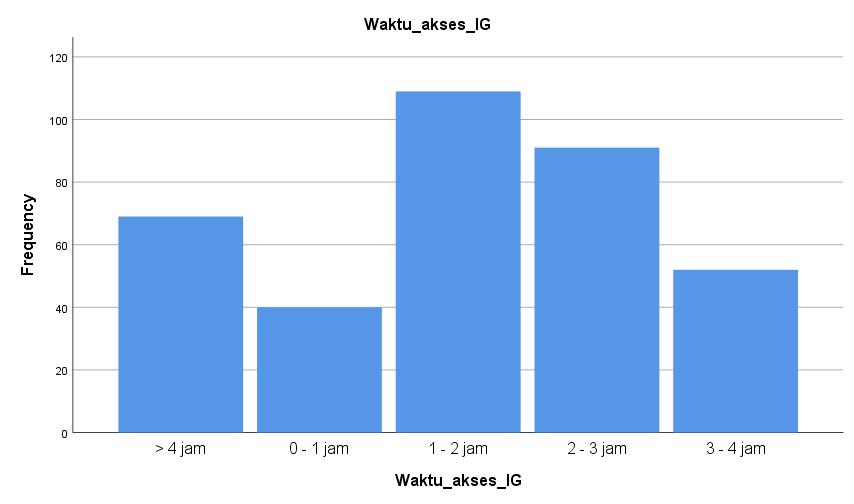 Waktu_akses_IG
120
100
80
60
40
20
0
Frequency
> 4 jam
0 - 1 jam
1 - 2 jam
2 - 3 jam
3 - 4 jam
Waktu_akses_IG